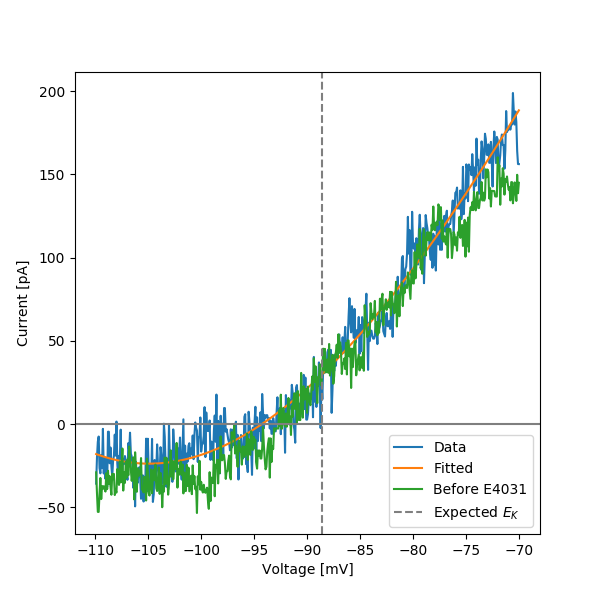 200
150
100
50
0
−50
Current [pA]
Data
Fitted
Before E4031
Expected E_K
−110 −105 −100 −95 −90 −85 −80 −75 −70
Voltage [mV]